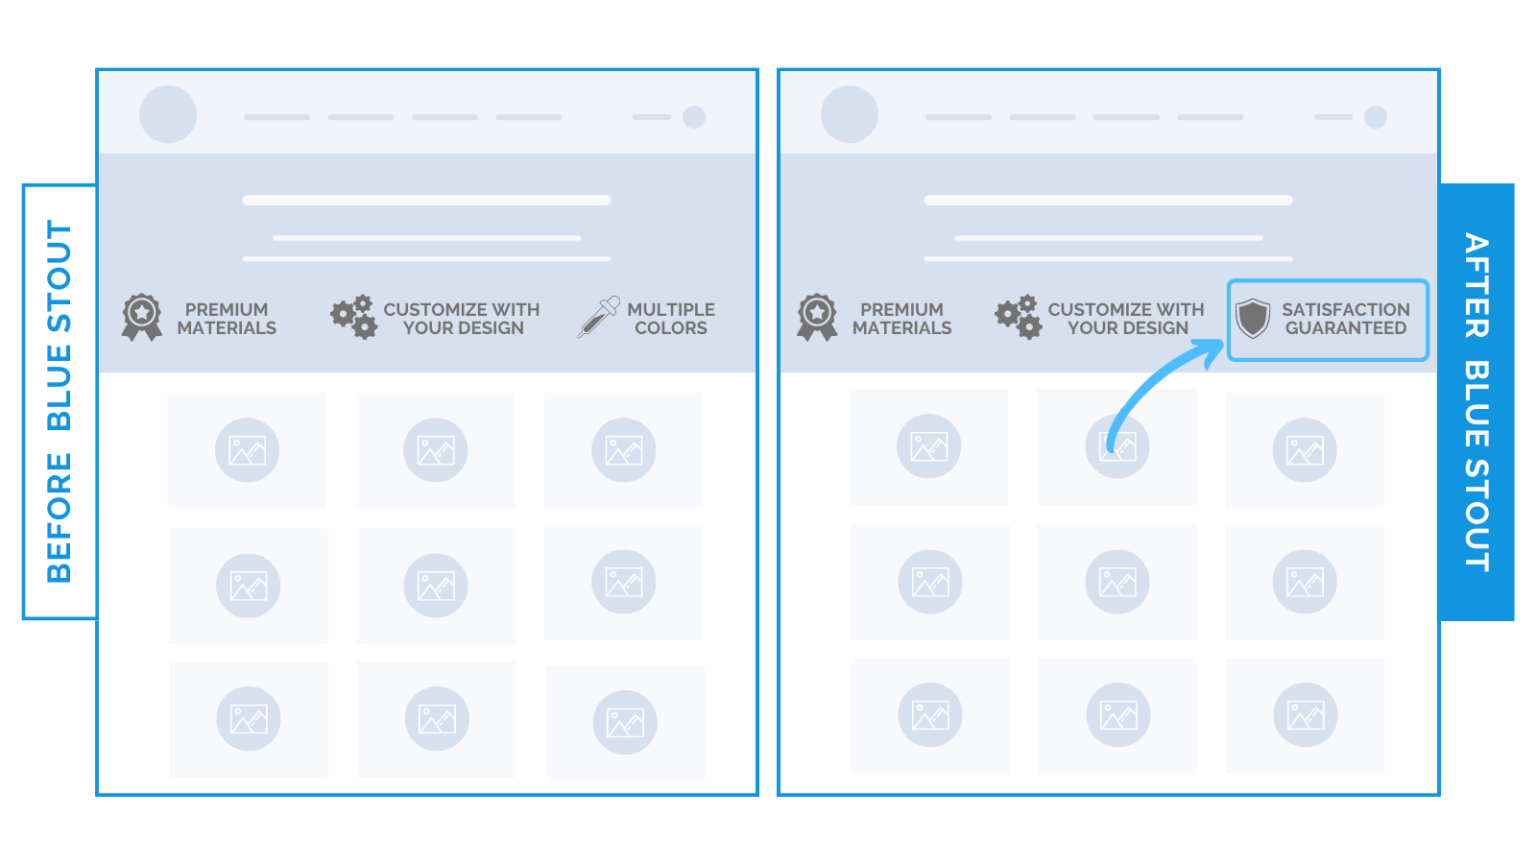 BEFORE BLUE STOUT
PREMIUM
MATERIALS
CUSTOMIZE WITH
YOUR DESIGN
MULTIPLE
COLORS
PREMIUM
MATERIALS
CUSTOMIZE WITH
YOUR DESIGN
SATISFACTION
GUARANTEED
AFTER BLUE STOUT